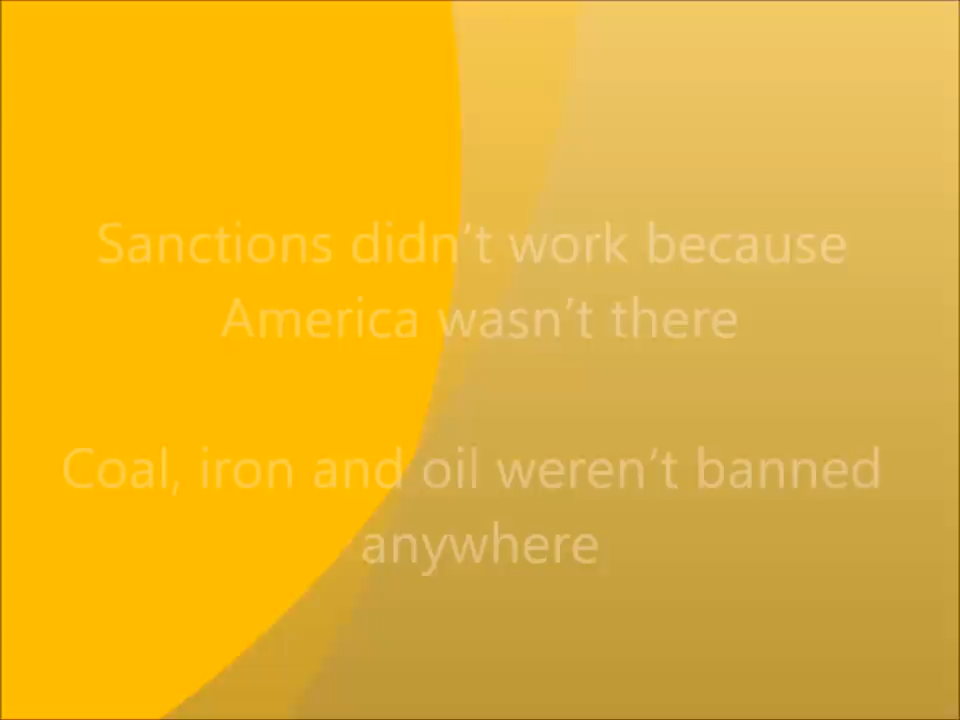 Sanctions didn’t work because
America wasn’t there
Coal, iron and oil weren’t banned
anywhere